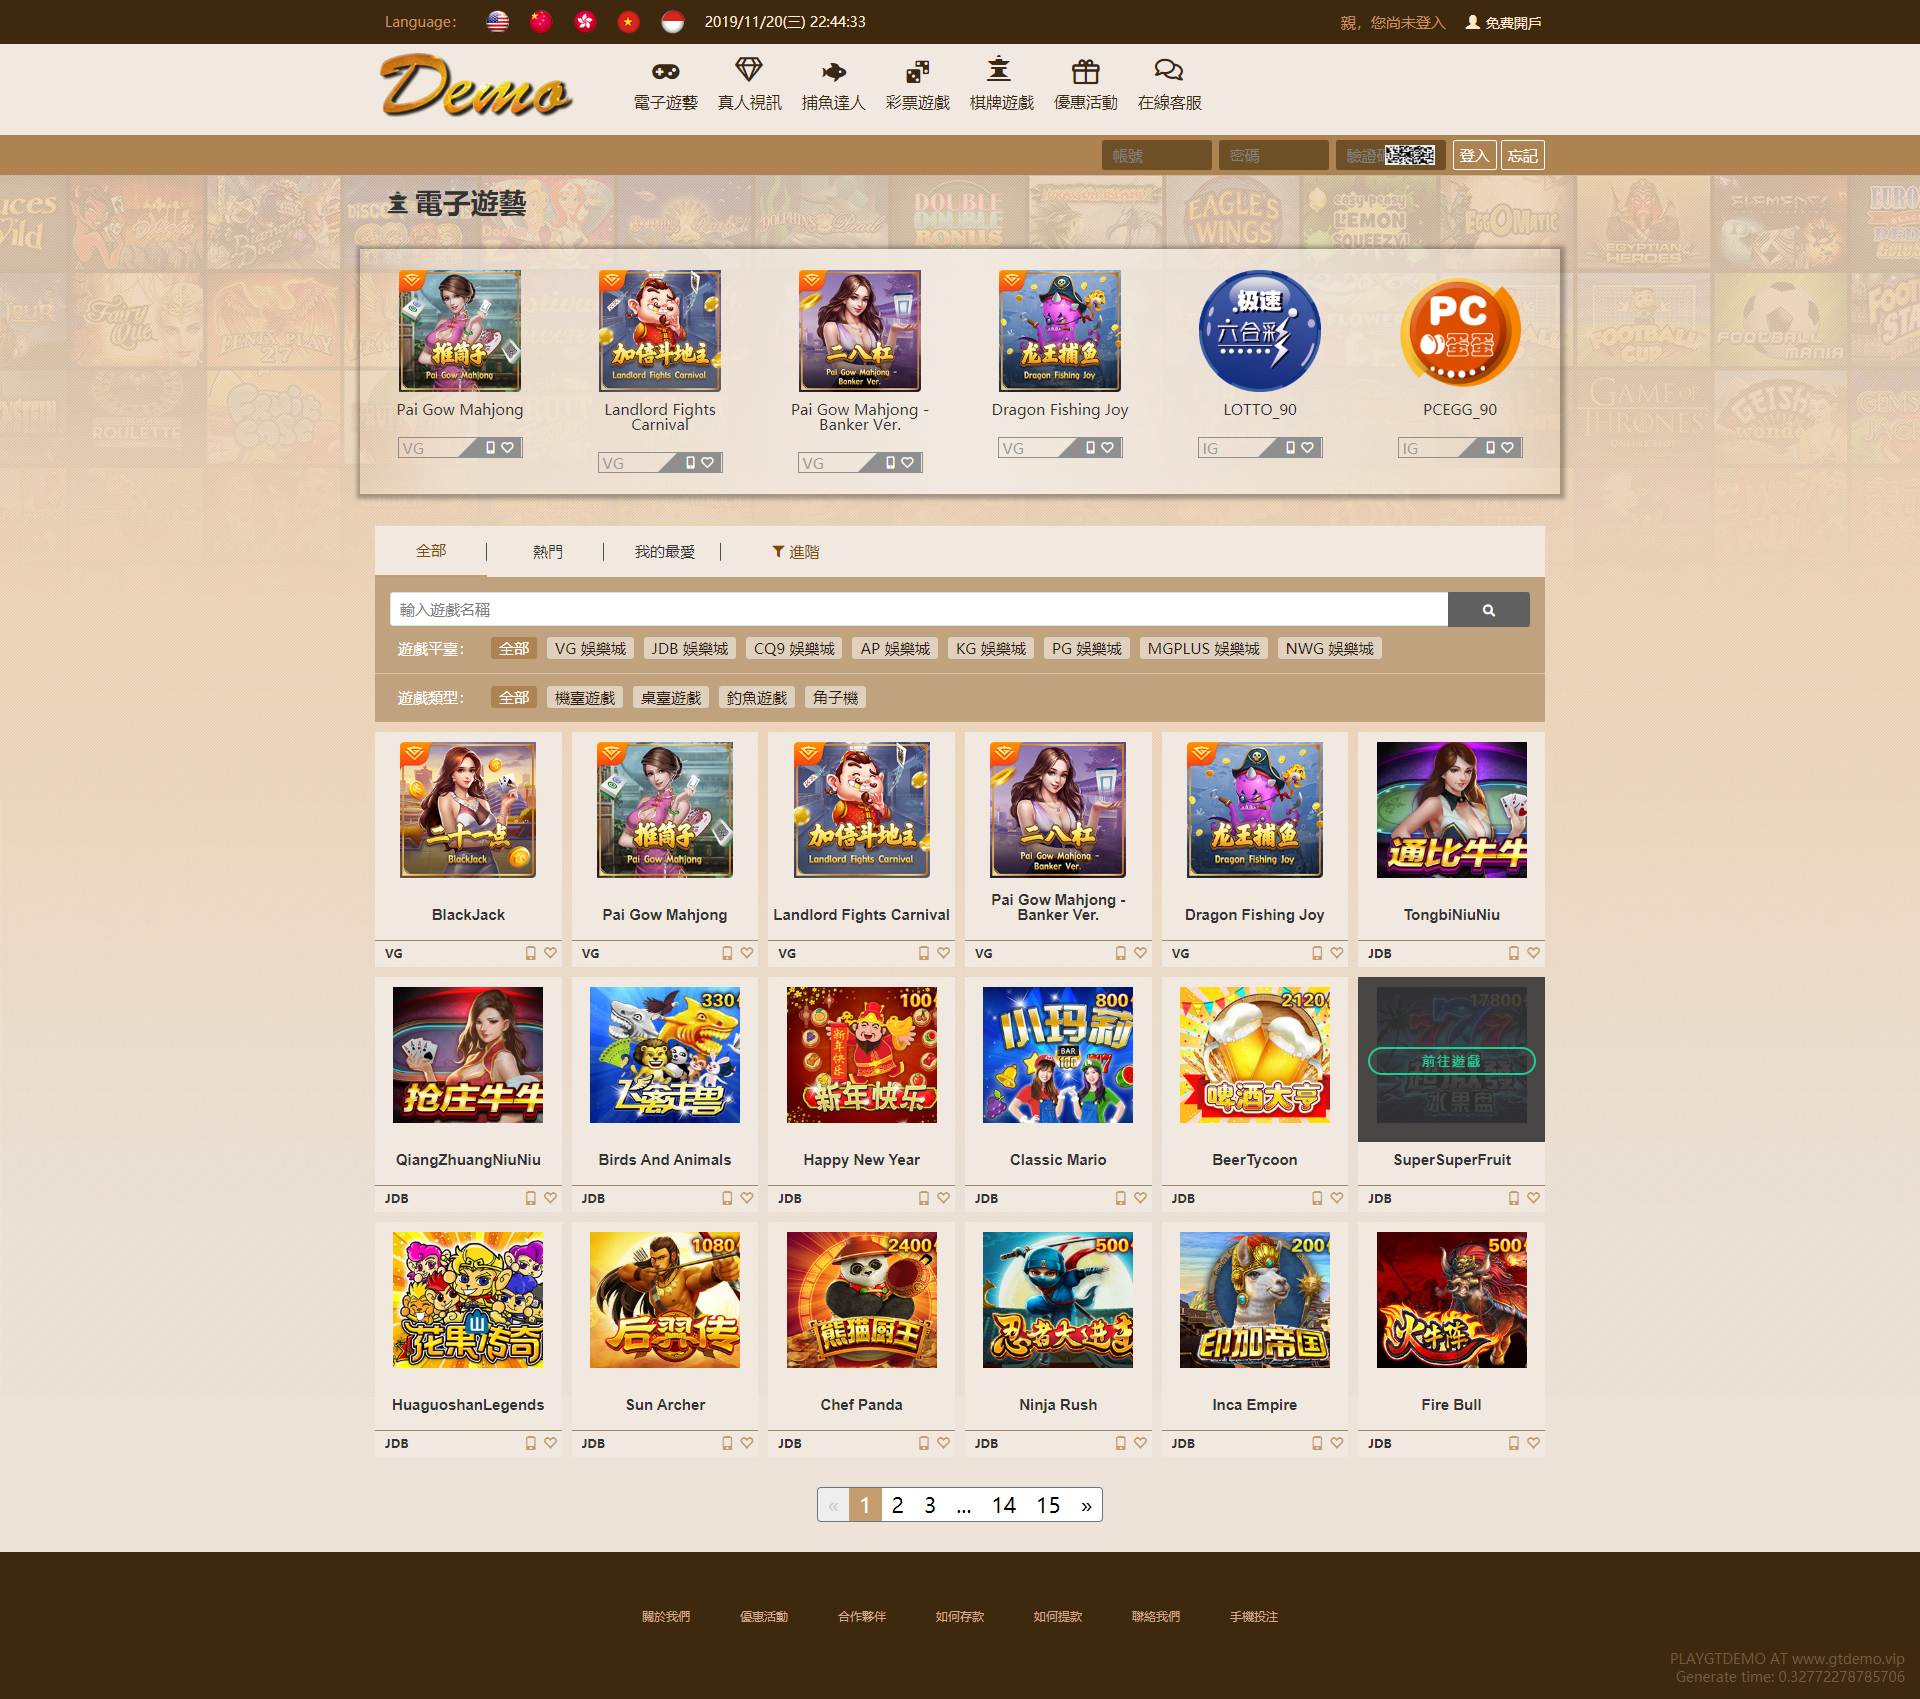 Language：
2019/11/20(三) 22:44:33
親，您尚未登入
免費開戶
Demo
電子遊藝
真人視訊
捕魚達人
彩票遊戲
棋牌遊戲
優惠活動
在線客服
帳號
密碼
驗證碼
登入
忘記
電子遊藝
推筒子
Pai Gow Mahjong
加倍斗地主
Landlord Fights Carnival
二八杠
Pai Gow Mahjong -
Banker Ver.
龙王捕鱼
Dragon Fishing Joy
极速
六合彩
PC
蛋蛋
Pai Gow Mahjong
Landlord Fights
Carnival
Pai Gow Mahjong -
Banker Ver.
Dragon Fishing Joy
LOTTO_90
PCEGG_90
VG
VG
VG
VG
IG
IG
全部
熱門
我的最愛
進階
輸入遊戲名稱
遊戲平臺：
全部
VG 娛樂城
JDB 娛樂城
CQ9 娛樂城
AP 娛樂城
KG 娛樂城
PG 娛樂城
MGPLUS 娛樂城
NWG 娛樂城
遊戲類型：
全部
機臺遊戲
桌臺遊戲
釣魚遊戲
角子機
二十一点
BlackJack
推筒子
Pai Gow Mahjong
加倍斗地主
Landlord Fights Carnival
二八杠
Pai Gow Mahjong -
Banker Ver.
龙王捕鱼
Dragon Fishing Joy
通比牛牛
BlackJack
Pai Gow Mahjong
Landlord Fights Carnival
Pai Gow Mahjong -
Banker Ver.
Dragon Fishing Joy
TongbiNiuNiu
VG
VG
VG
VG
VG
JDB
抢庄牛牛
330
飞禽走兽
100
新年快乐
新年快乐
800
小玛莉
BAR
100
2120
啤酒大亨
17800
777
前往遊戲
水果盘
QiangZhuangNiuNiu
Birds And Animals
Happy New Year
Classic Mario
BeerTycoon
SuperSuperFruit
JDB
JDB
JDB
JDB
JDB
JDB
花果传奇
1080
后羿传
2400
熊猫厨王
500
忍者大进击
200
印加帝国
500
火牛阵
HuaguoshanLegends
Sun Archer
Chef Panda
Ninja Rush
Inca Empire
Fire Bull
JDB
JDB
JDB
JDB
JDB
JDB
« 1 2 3 ... 14 15 »
關於我們
優惠活動
合作夥伴
如何存款
如何提款
聯絡我們
手機投注
PLAYGTDEMO AT www.gtdemo.vip
Generate time: 0.32772278785706